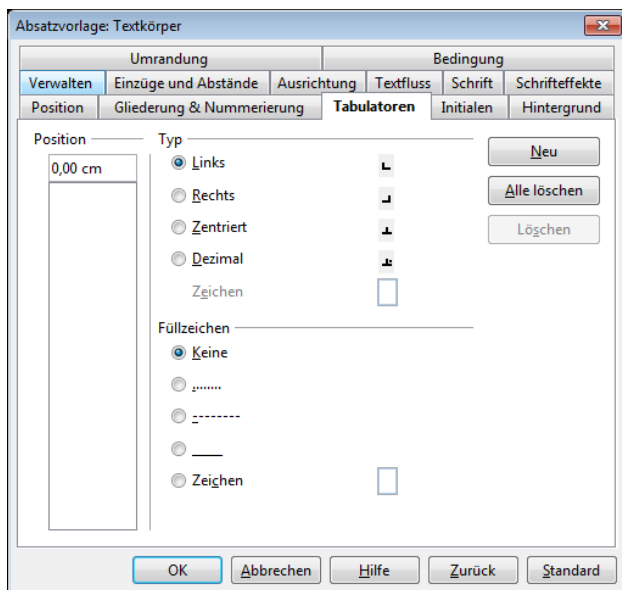 Absatzvorlage: Textkörper
Umrandung Bedingung
Verwalten Einzüge und Abstände Ausrichtung Textfluss Schrift Schrifteffekte
Position Gliederung & Nummerierung Tabulatoren Initialen Hintergrund
Position Typ
0,00 cm Links Neu
Rechts Alle löschen
Zentriert Löschen
Dezimal
Zeichen
Füllzeichen
Keine
........
--------
____
Zeichen
OK Abbrechen Hilfe Zurück Standard